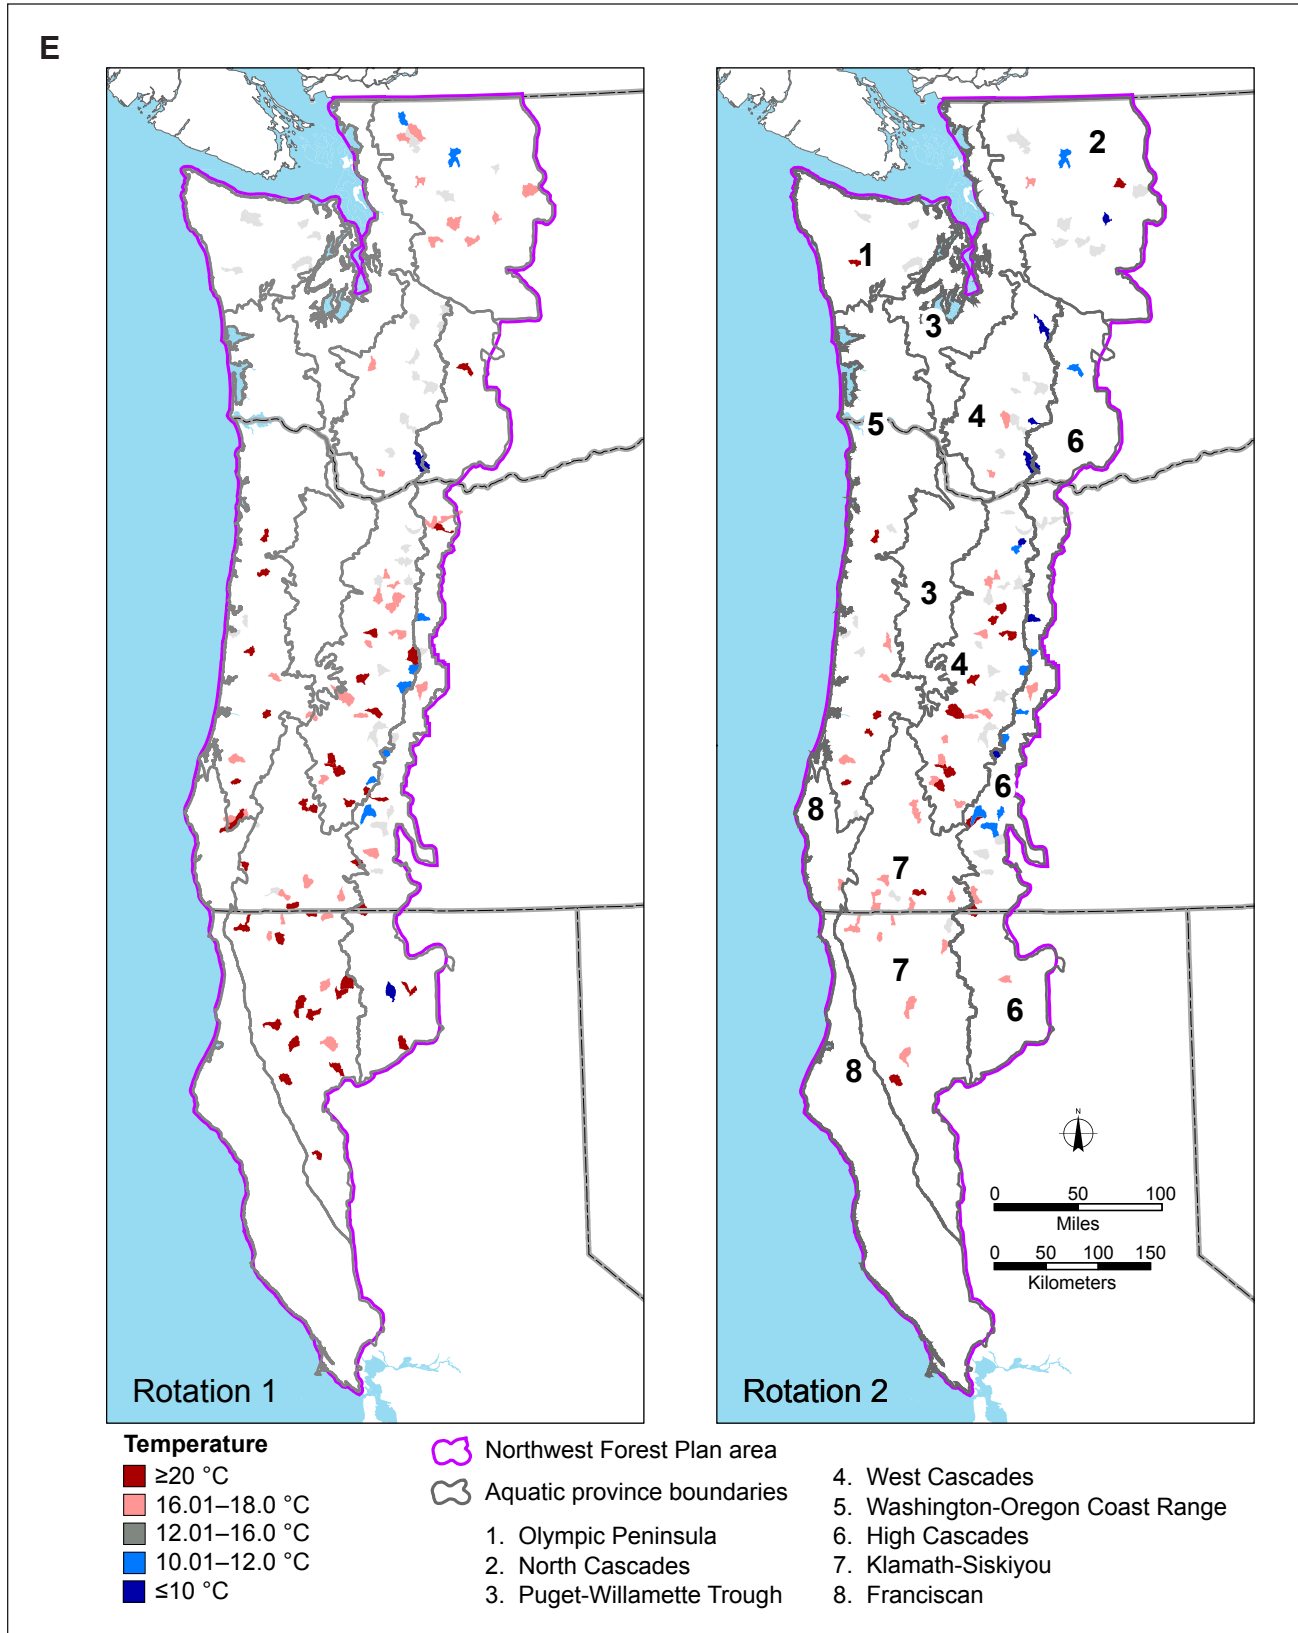 E
2
1
3
4
5
6
3
4
6
8
7
7
6
8
N
0 50 100
Miles
0 50 100 150
Kilometers
Rotation 1
Rotation 2
Temperature
≥20 °C
16.01–18.0 °C
12.01–16.0 °C
10.01–12.0 °C
≤10 °C
Northwest Forest Plan area
Aquatic province boundaries
1. Olympic Peninsula
2. North Cascades
3. Puget-Willamette Trough
4. West Cascades
5. Washington-Oregon Coast Range
6. High Cascades
7. Klamath-Siskiyou
8. Franciscan